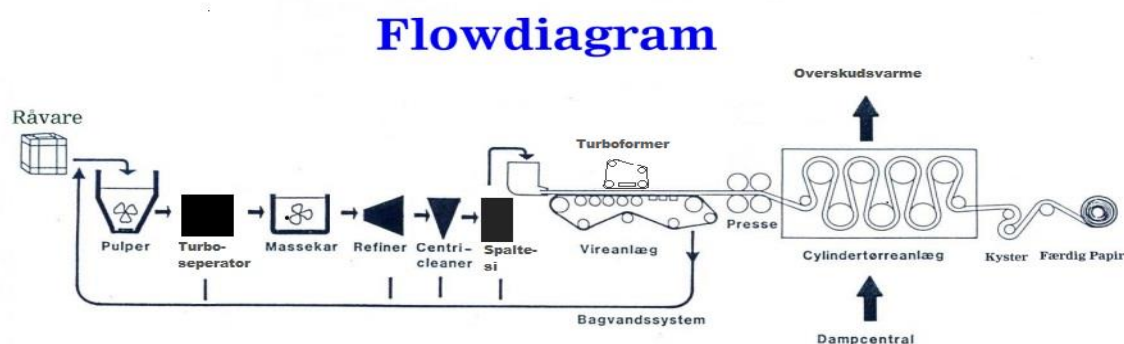 Flowdiagram
Overskudsvarme
Råvare
Turboformer
Pulper
Turbo-
seperator
Massekar
Refiner
Centri-
cleaner
Spalte-
si
Vireanlæg
Presse
Cylindertørreanlæg
Kyster
Færdig Papir
Bagvandssystem
Dampcentral